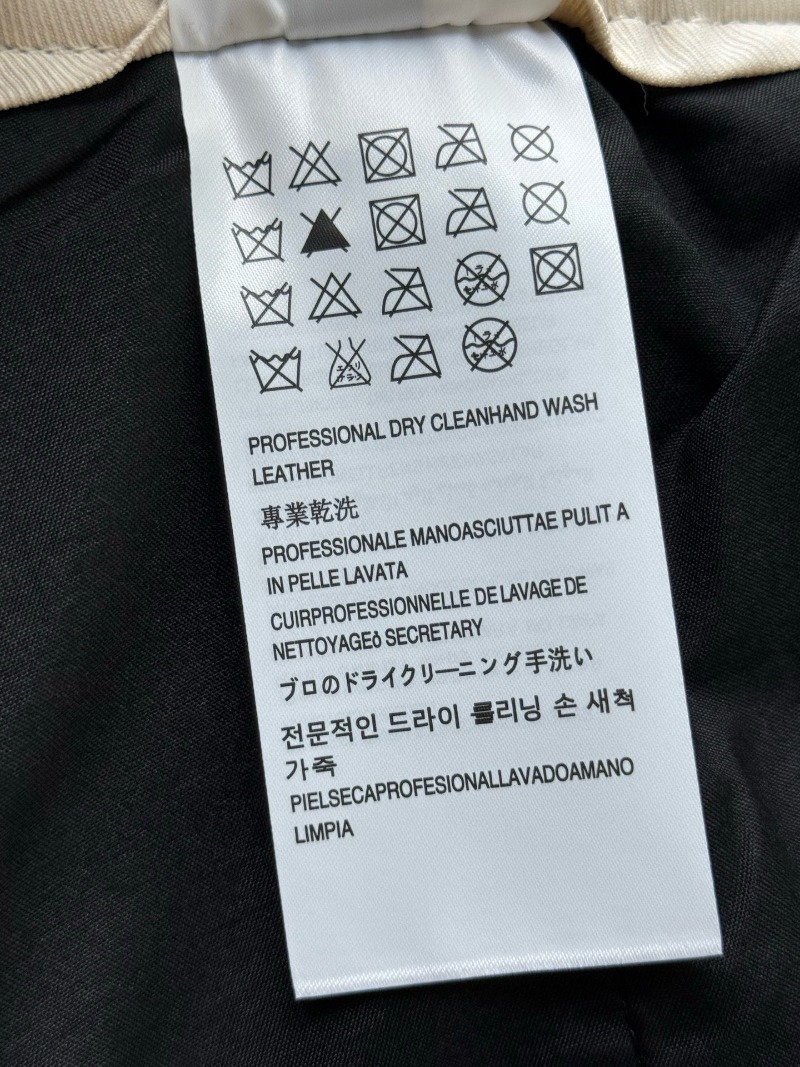 PROFESSIONAL DRY CLEANHAND WASH
LEATHER
專業乾洗
PROFESSIONALE MANOASCIUTTAE PULIT A
IN PELLE LAVATA
CUIRPROFESSIONNELLE DE LAVAGE DE
NETTOYAGEò SECRETARY
プロのドライクリーニング手洗い
전문적인 드라이 클리닝 손 새척
가죽
PIELSECAPROFESIONALLAVADOAMANO
LIMPIA